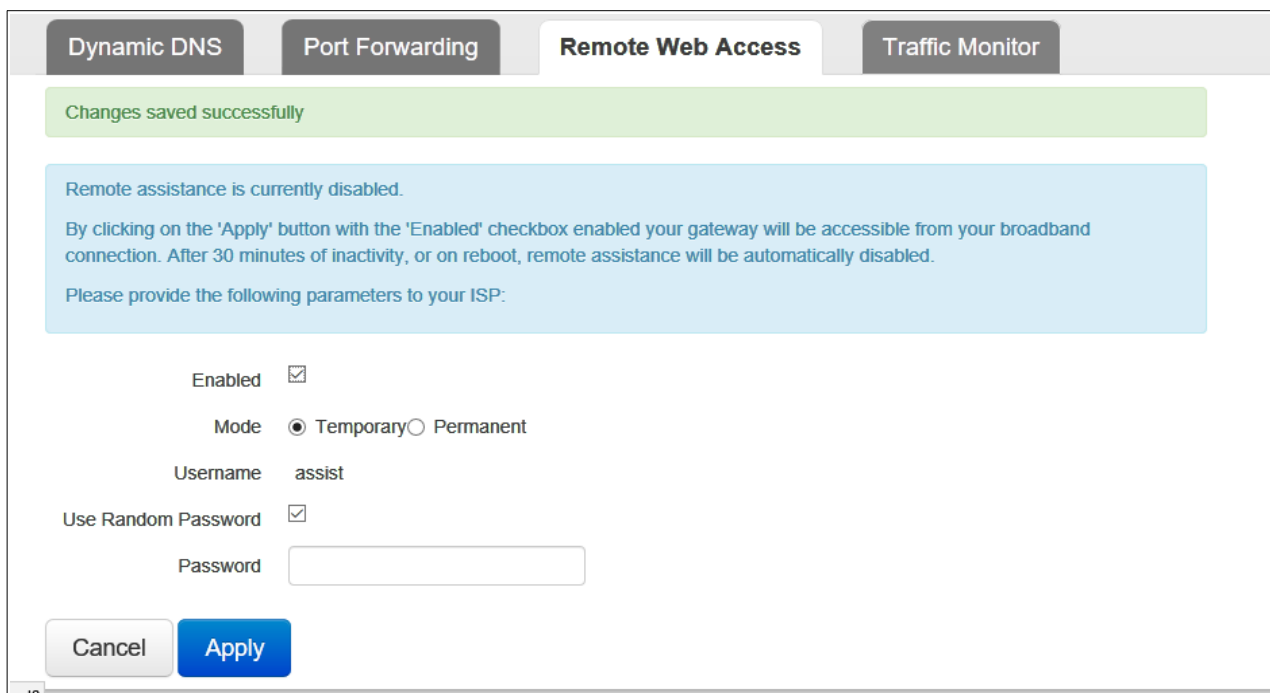 Dynamic DNS Port Forwarding Remote Web Access Traffic Monitor
Changes saved successfully
Remote assistance is currently disabled.
By clicking on the 'Apply' button with the 'Enabled' checkbox enabled your gateway will be accessible from your broadband
connection. After 30 minutes of inactivity, or on reboot, remote assistance will be automatically disabled.
Please provide the following parameters to your ISP:
Enabled
Mode Temporary Permanent
Username assist
Use Random Password
Password
Cancel Apply